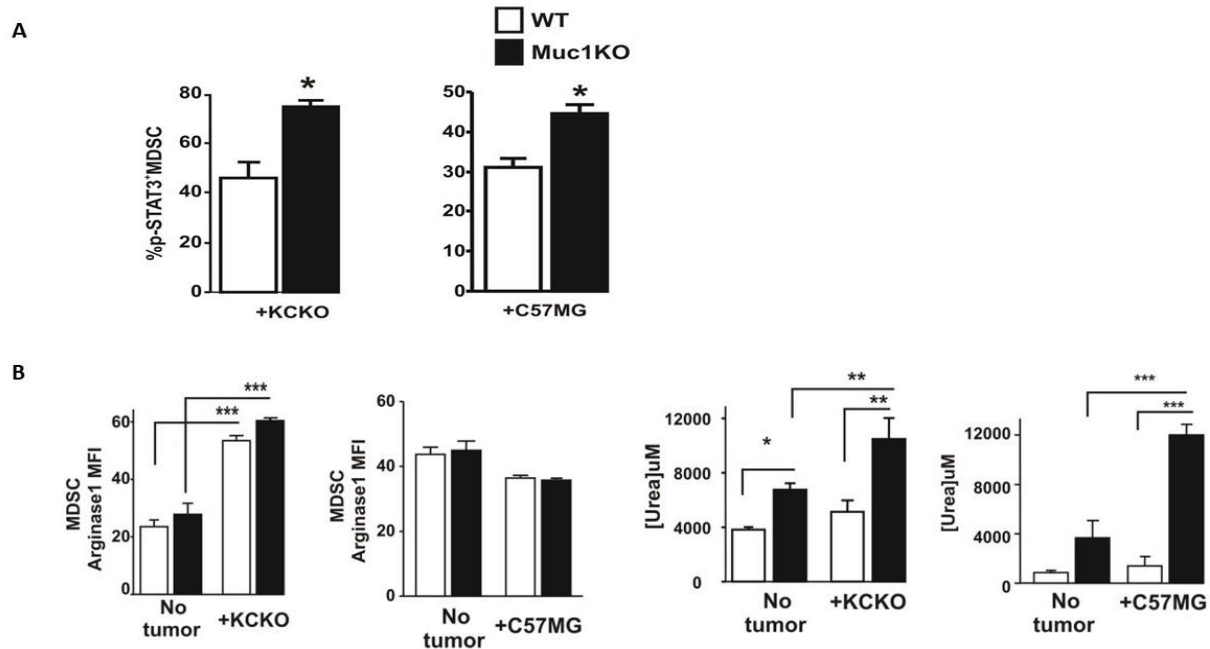 A
WT
Muc1KO
%p-STAT3+MDSC
80
60
40
20
0
*
+KCKO
50
40
30
20
10
0
*
+C57MG
B
MDSC
Arginase1 MFI
60
40
20
0
***
***
No
tumor
+KCKO
MDSC
Arginase1 MFI
60
40
20
0
No
tumor
+C57MG
[Urea]uM
12000
8000
4000
0
*
**
**
No
tumor
+KCKO
[Urea]uM
12000
12000
4000
0
***
***
No
tumor
+C57MG